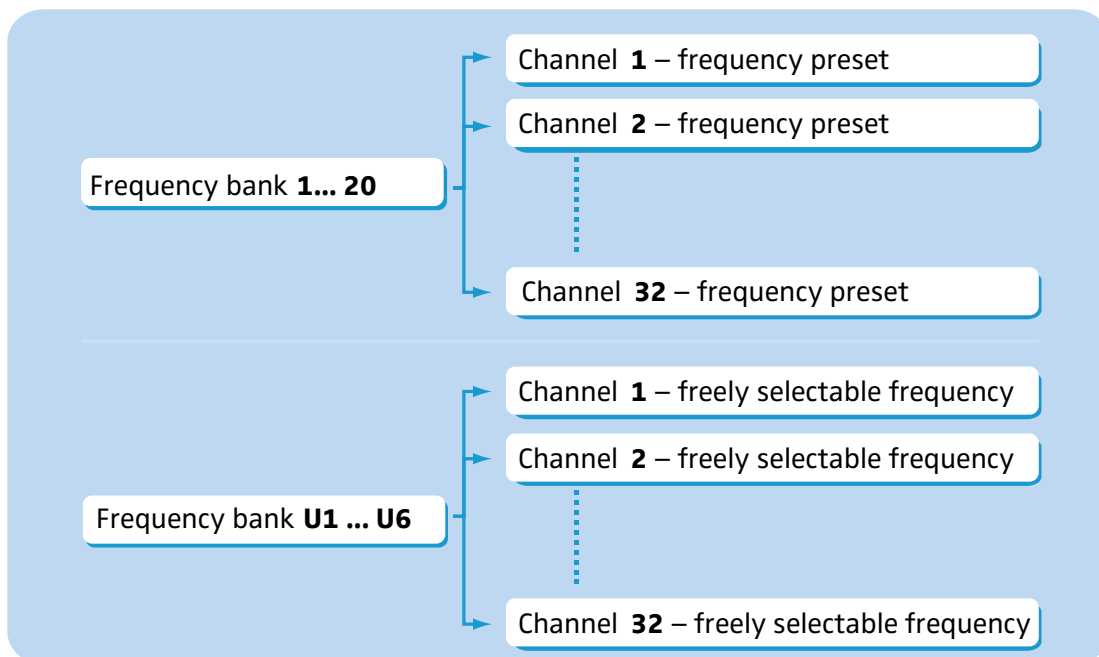 Channel 1 – frequency preset
Channel 2 – frequency preset
Frequency bank 1... 20
Channel 32 – frequency preset
Channel 1 – freely selectable frequency
Channel 2 – freely selectable frequency
Frequency bank U1 ... U6
Channel 32 – freely selectable frequency